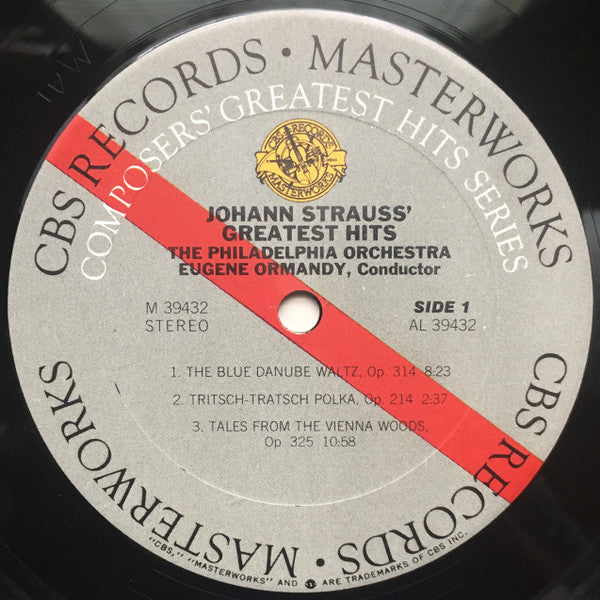 CBS RECORDS · MASTERWORKS
COMPOSERS' GREATEST HITS SERIES
CBS RECORDS
MASTERWORKS
JOHANN STRAUSS'
GREATEST HITS
THE PHILADELPHIA ORCHESTRA
EUGENE ORMANDY, Conductor
M 39432
STEREO
SIDE 1
AL 39432
1. THE BLUE DANUBE WALTZ, Op. 314 8:23
2. TRITSCH-TRATSCH POLKA, Op. 214 2:37
3. TALES FROM THE VIENNA WOODS,
Op 325 10:58
CBS RECORDS · MASTERWORKS
"CBS," "MASTERWORKS" AND ARE TRADEMARKS OF CBS INC.